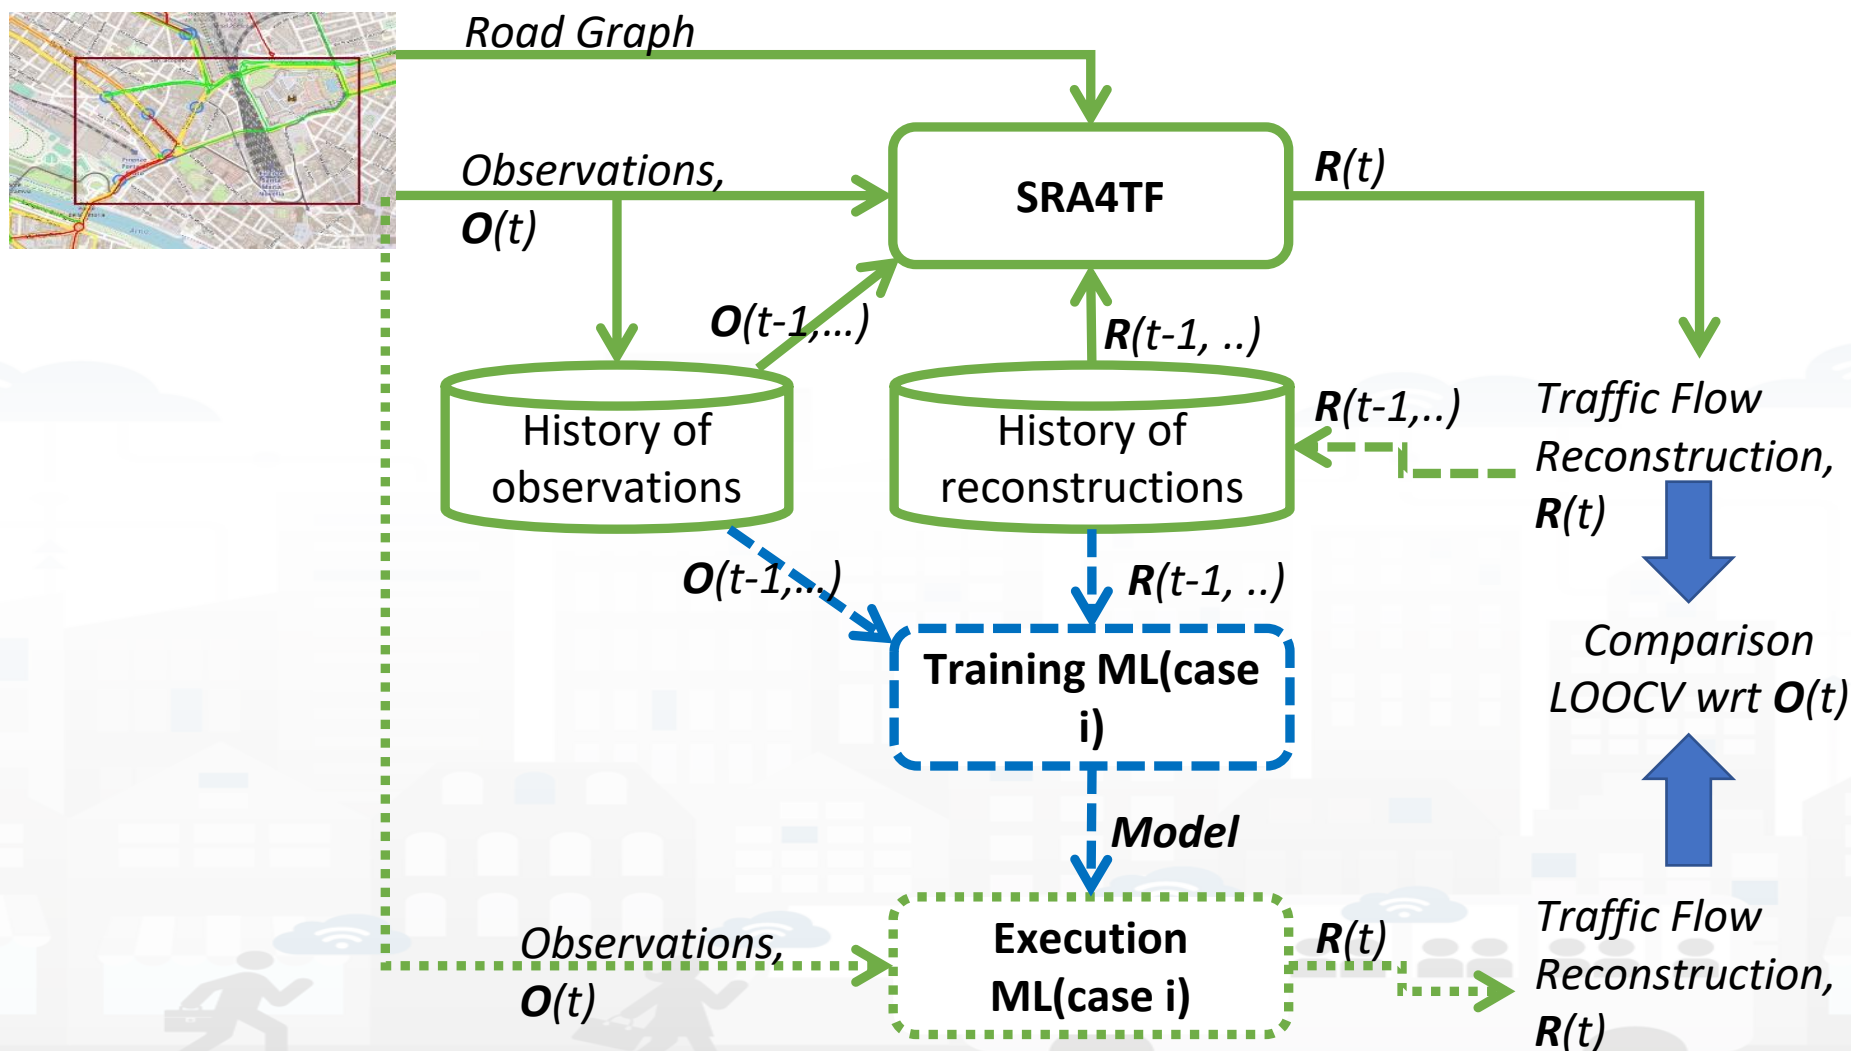 Road Graph
Observations,
O(t)
SRA4TF
R(t)
O(t-1,...)
R(t-1, ..)
History of
observations
History of
reconstructions
R(t-1,..)
Traffic Flow
Reconstruction,
R(t)
O(t-1,...)
R(t-1, ..)
Training ML(case
i)
Comparison
LOOCV wrt O(t)
Model
Observations,
O(t)
Execution
ML(case i)
R(t)
Traffic Flow
Reconstruction,
R(t)